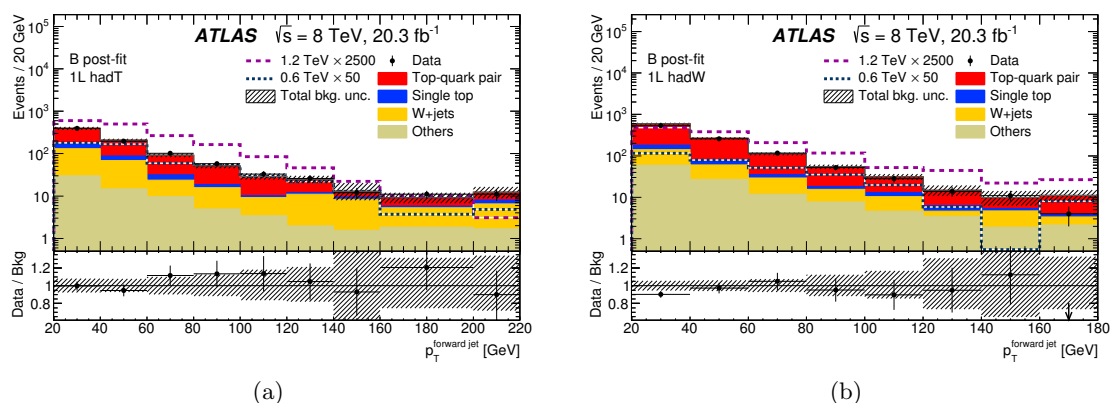 ATLAS √s = 8 TeV, 20.3 fb⁻¹
B post-fit
1L hadT
1.2 TeV × 2500
0.6 TeV × 50
Total bkg. unc.
Data
Top-quark pair
Single top
W+jets
Others
Events / 20 GeV
10⁵
10⁴
10³
10²
10
1
Data / Bkg
1.2
1
0.8
20 40 60 80 100 120 140 160 180 200 220
p_T^forward jet [GeV]
(a)
ATLAS √s = 8 TeV, 20.3 fb⁻¹
B post-fit
1L hadW
1.2 TeV × 2500
0.6 TeV × 50
Total bkg. unc.
Data
Top-quark pair
Single top
W+jets
Others
Events / 20 GeV
10⁵
10⁴
10³
10²
10
1
Data / Bkg
1.2
1
0.8
20 40 60 80 100 120 140 160 180
p_T^forward jet [GeV]
(b)